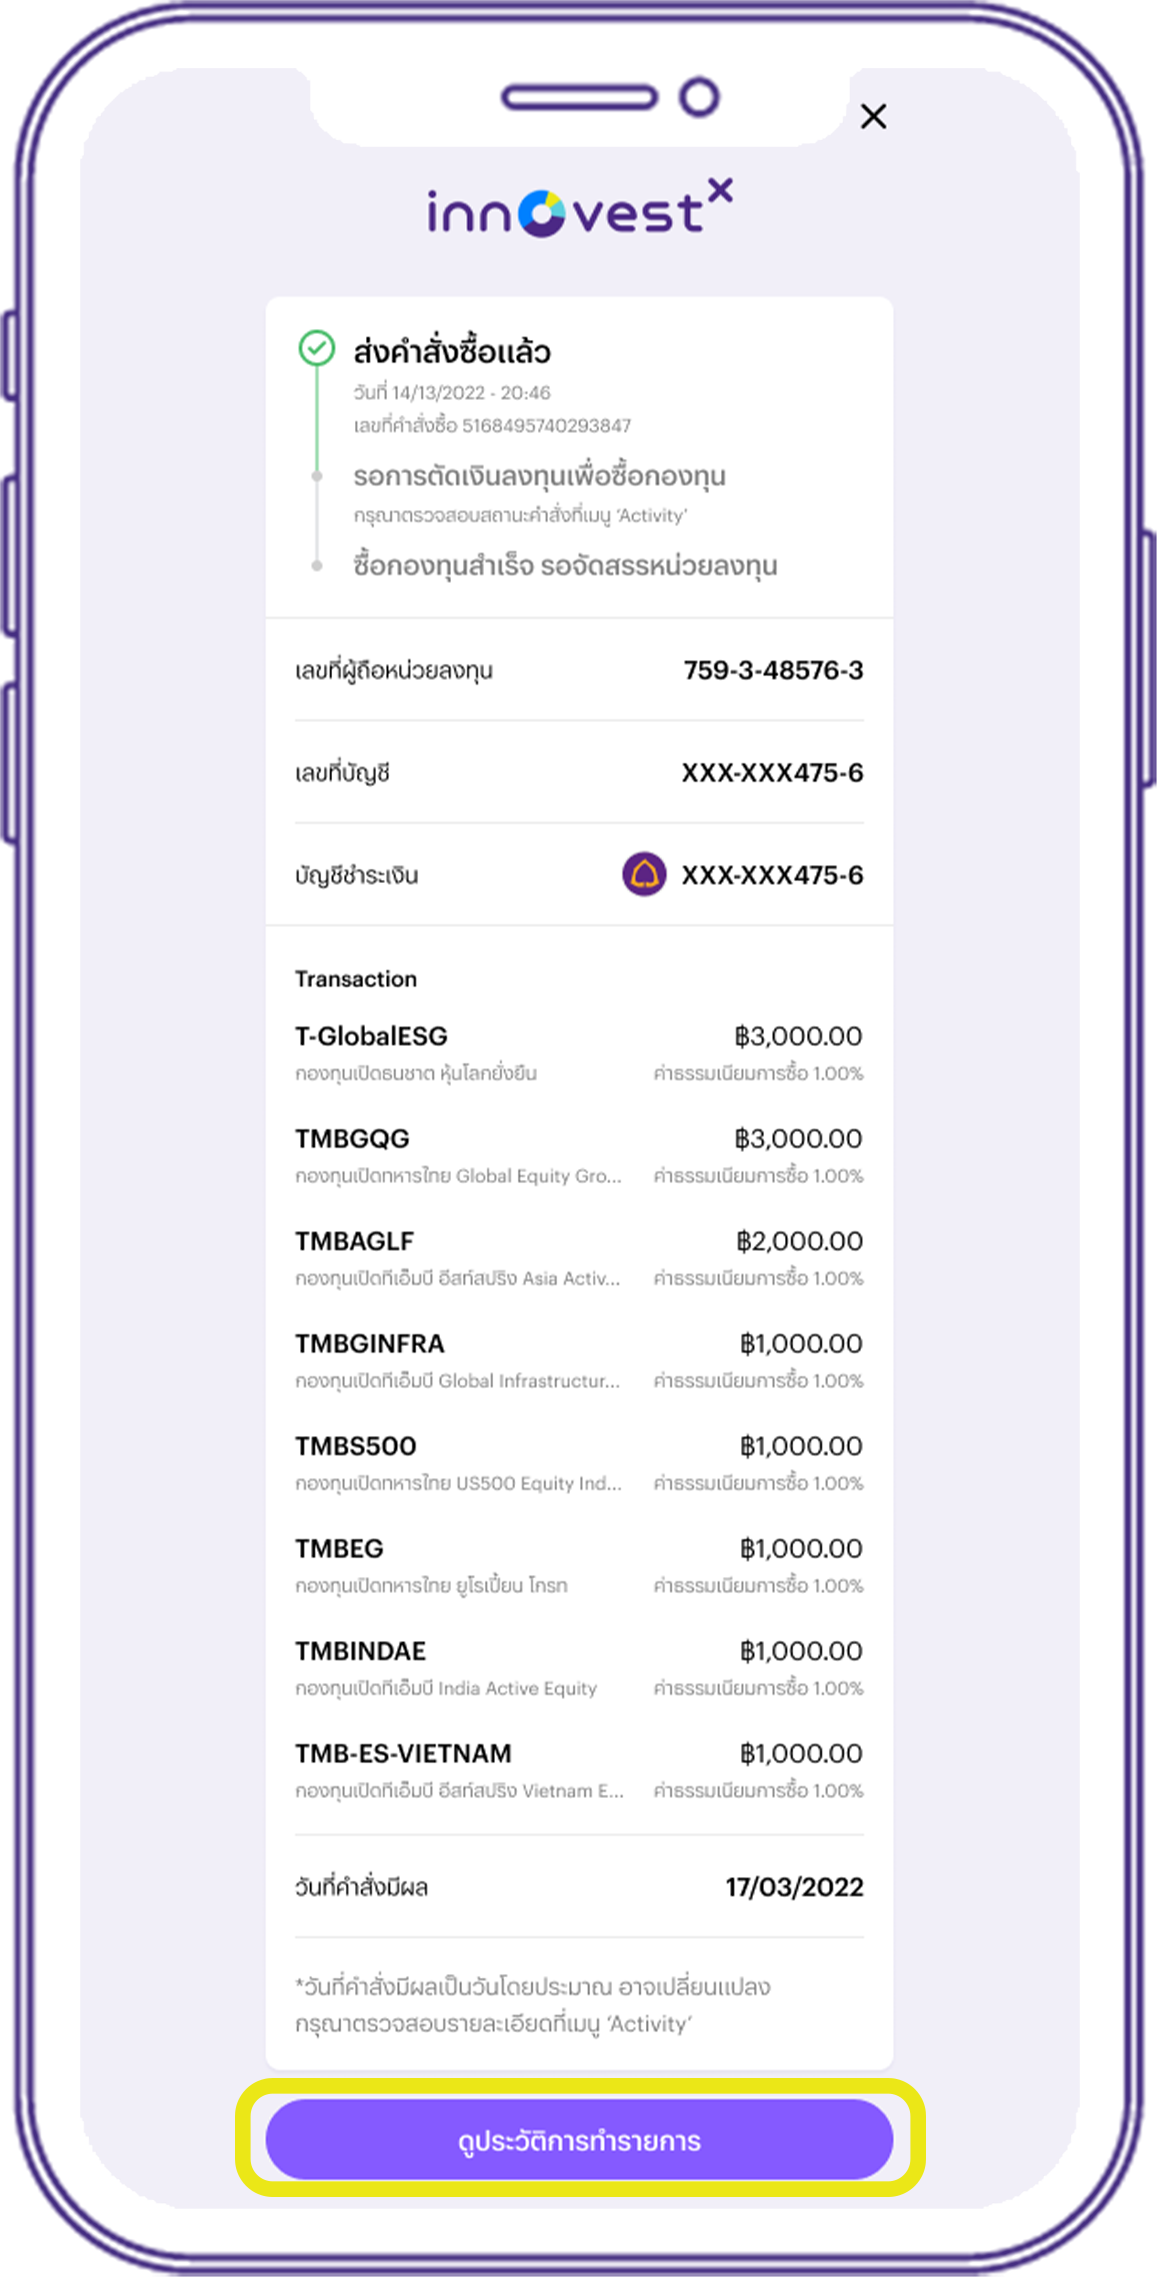 innovestx
ส่งคำสั่งซื้อแล้ว
วันที่ 14/13/2022 - 20:46
เลขที่คำสั่งซื้อ 5168495740293847
รอการตัดเงินลงทุนเพื่อซื้อกองทุน
กรุณาตรวจสอบสถานะคำสั่งที่เมนู ‘Activity’
ซื้อกองทุนสำเร็จ รอจัดสรรหน่วยลงทุน
เลขที่ผู้ถือหน่วยลงทุน 759-3-48576-3
เลขที่บัญชี XXX-XXX475-6
บัญชีชำระเงิน XXX-XXX475-6
Transaction
T-GlobalESG ฿3,000.00
กองทุนเปิดธนชาต หุ้นโลกยั่งยืน ค่าธรรมเนียมการซื้อ 1.00%
TMBGQG ฿3,000.00
กองทุนเปิดทหารไทย Global Equity Gro... ค่าธรรมเนียมการซื้อ 1.00%
TMBAGLF ฿2,000.00
กองทุนเปิดทีเอ็มบี อีสท์สปริง Asia Activ... ค่าธรรมเนียมการซื้อ 1.00%
TMBGINFRA ฿1,000.00
กองทุนเปิดทีเอ็มบี Global Infrastructur... ค่าธรรมเนียมการซื้อ 1.00%
TMBS500 ฿1,000.00
กองทุนเปิดทหารไทย US500 Equity Ind... ค่าธรรมเนียมการซื้อ 1.00%
TMBEG ฿1,000.00
กองทุนเปิดทหารไทย ยูโรเปี้ยน โกรท ค่าธรรมเนียมการซื้อ 1.00%
TMBINDAE ฿1,000.00
กองทุนเปิดทีเอ็มบี India Active Equity ค่าธรรมเนียมการซื้อ 1.00%
TMB-ES-VIETNAM ฿1,000.00
กองทุนเปิดทีเอ็มบี อีสท์สปริง Vietnam E... ค่าธรรมเนียมการซื้อ 1.00%
วันที่คำสั่งมีผล 17/03/2022
*วันที่คำสั่งมีผลเป็นวันโดยประมาณ อาจเปลี่ยนแปลง
กรุณาตรวจสอบรายละเอียดที่เมนู ‘Activity’
ดูประวัติการทำรายการ